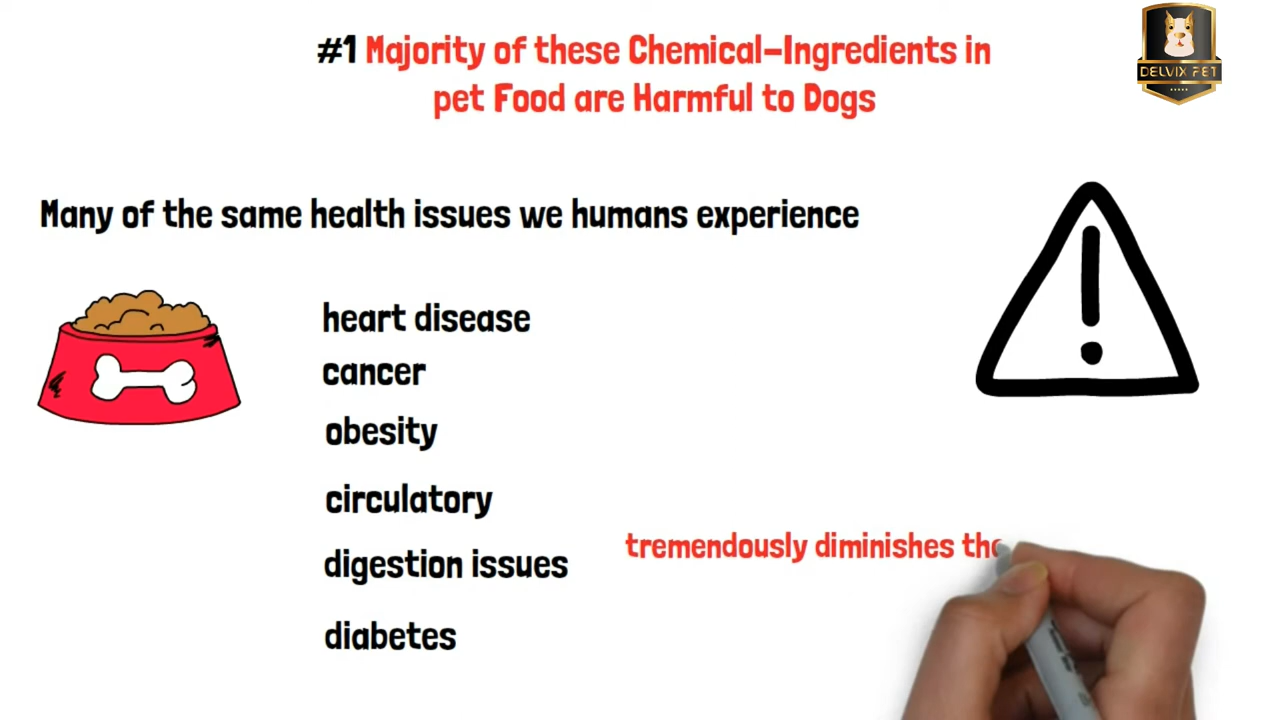 #1 Majority of these Chemical-Ingredients in
pet Food are Harmful to Dogs
DELVIX PET
Many of the same health issues we humans experience
heart disease
cancer
obesity
circulatory
digestion issues
diabetes
tremendously diminishes the